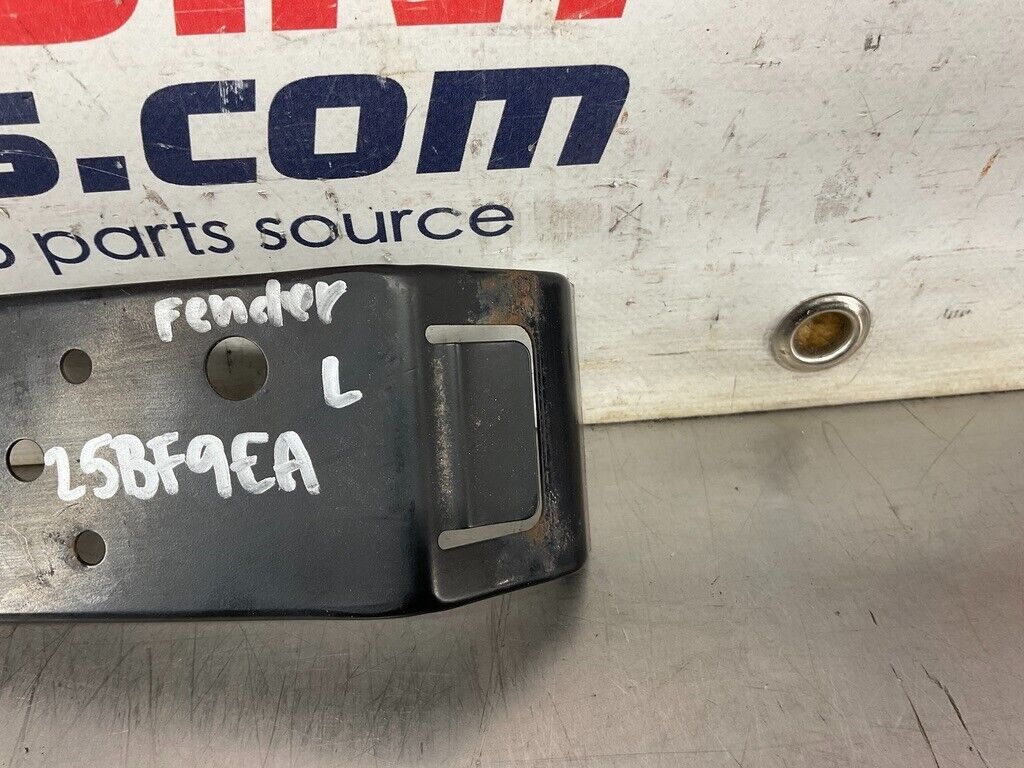 s.com
parts source
Fender
L
25BF9EA